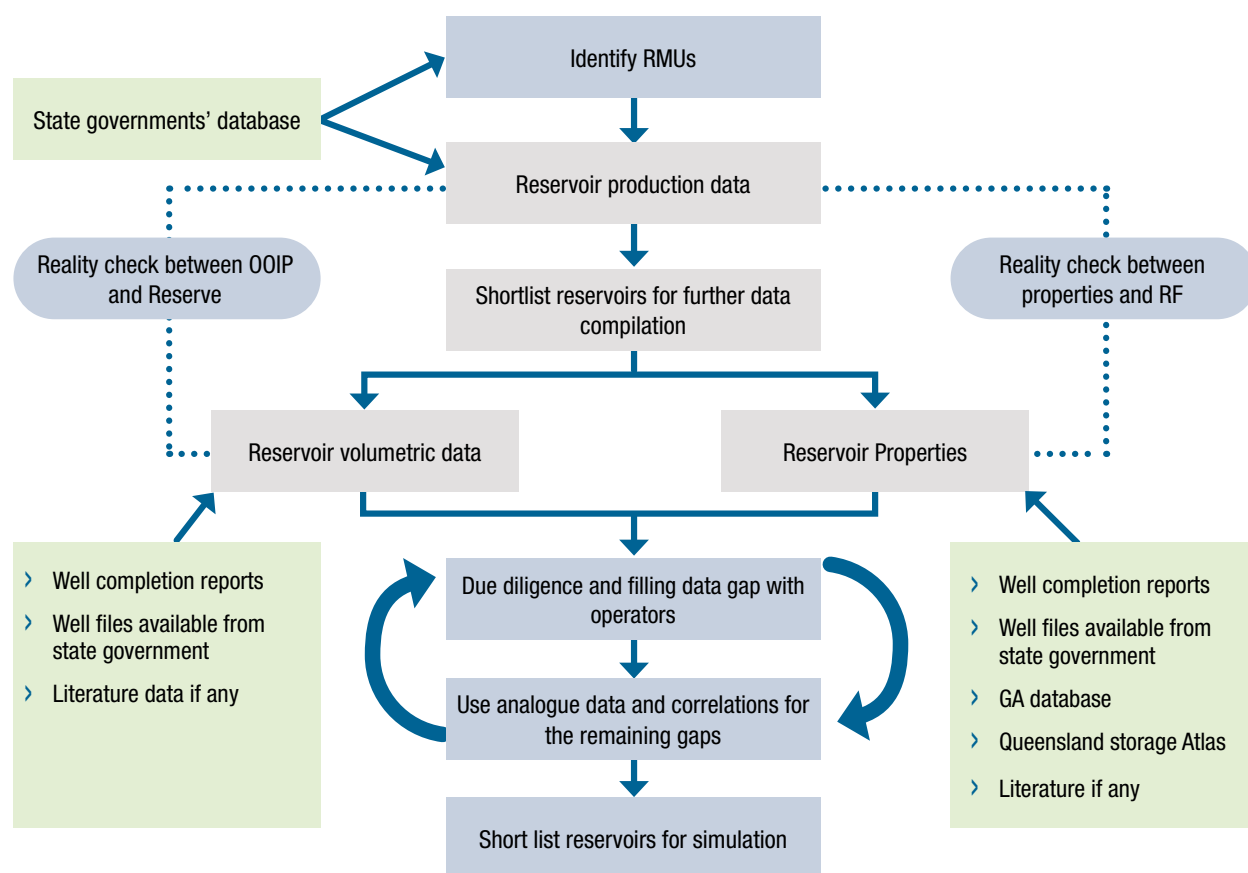 Identify RMUs
State governments’ database
Reservoir production data
Reality check between OOIP
and Reserve
Reality check between
properties and RF
Shortlist reservoirs for further data
compilation
Reservoir volumetric data
Reservoir Properties
› Well completion reports
› Well files available from
state government
› Literature data if any
Due diligence and filling data gap with
operators
Use analogue data and correlations for
the remaining gaps
Short list reservoirs for simulation
› Well completion reports
› Well files available from
state government
› GA database
› Queensland storage Atlas
› Literature if any